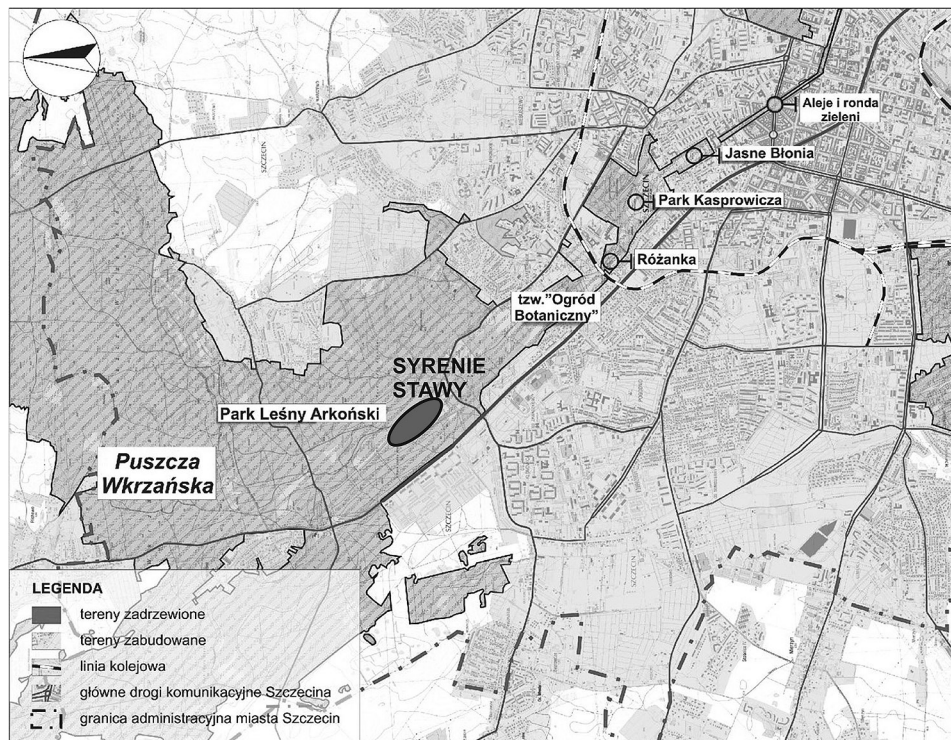 Aleje i ronda
zieleni
Jasne Błonia
Park Kasprowicza
Różanka
tzw."Ogród
Botaniczny"
SYRENIE
STAWY
Park Leśny Arkoński
Puszcza
Wkrzańska
SZCZECIN
SZCZECIN
SZCZECIN
LEGENDA
tereny zadrzewione
tereny zabudowane
linia kolejowa
główne drogi komunikacyjne Szczecina
granica administracyjna miasta Szczecin